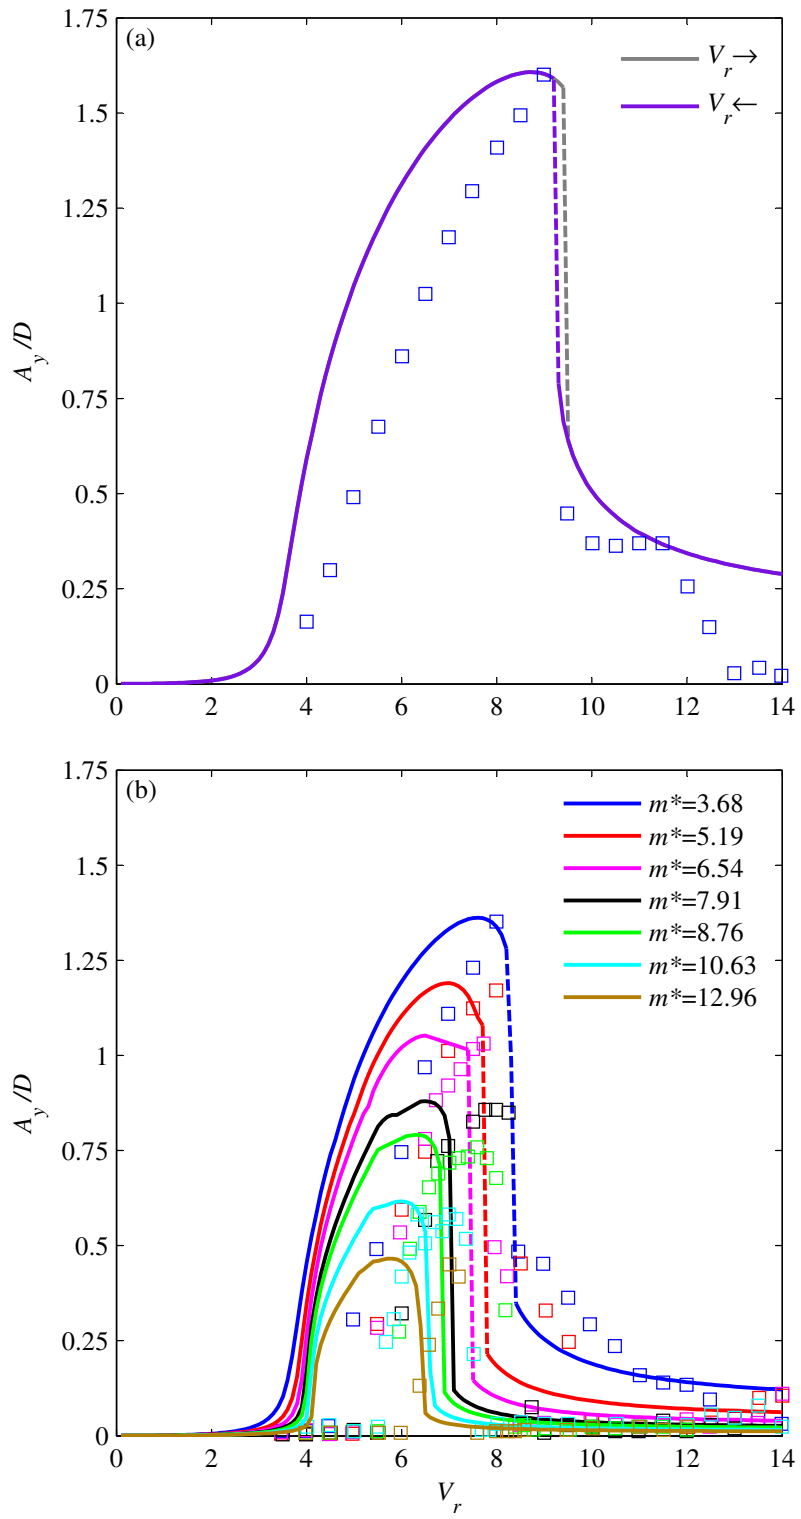 (a)
V_r→
V_r←
1.75
1.5
1.25
1
0.75
0.5
0.25
0
A_y/D
0 2 4 6 8 10 12 14
(b)
m*=3.68
m*=5.19
m*=6.54
m*=7.91
m*=8.76
m*=10.63
m*=12.96
1.75
1.5
1.25
1
0.75
0.5
0.25
0
A_y/D
0 2 4 6 8 10 12 14
V_r